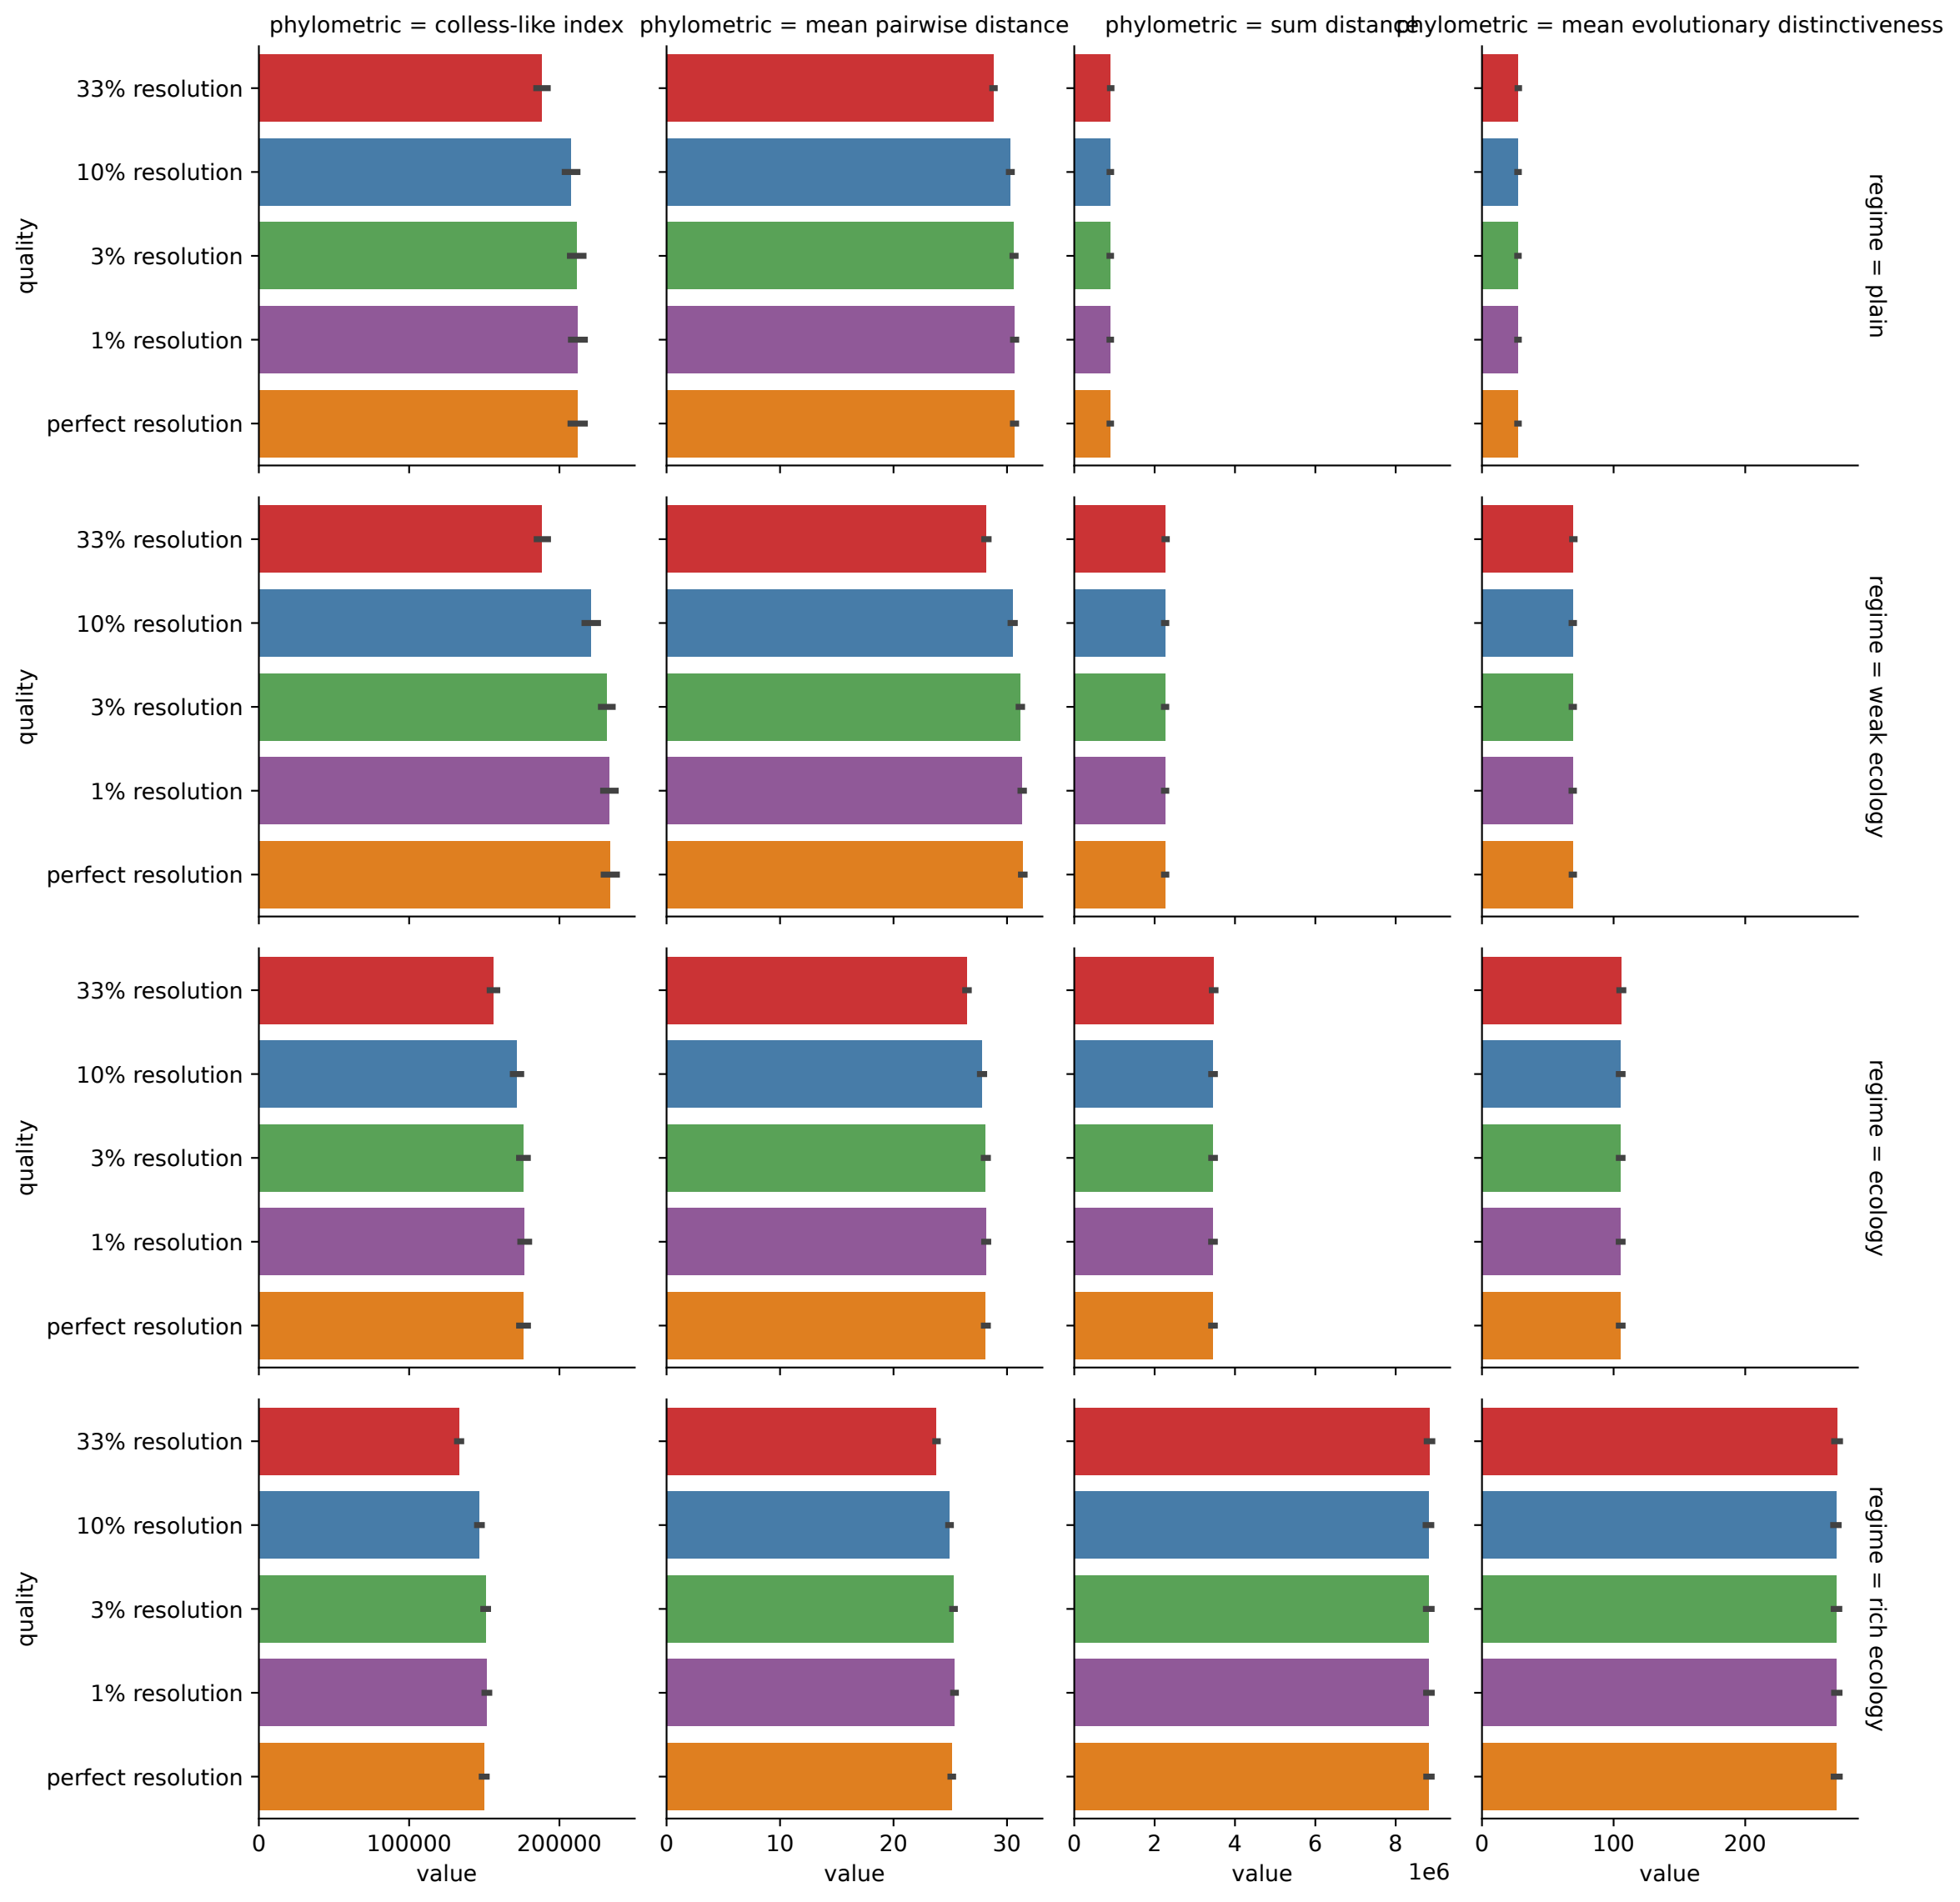 phylometric = colless-like index
phylometric = mean pairwise distance
phylometric = sum distance
phylometric = mean evolutionary distinctiveness
quality
33% resolution
10% resolution
3% resolution
1% resolution
perfect resolution
regime = plain
quality
33% resolution
10% resolution
3% resolution
1% resolution
perfect resolution
regime = weak ecology
quality
33% resolution
10% resolution
3% resolution
1% resolution
perfect resolution
regime = ecology
quality
33% resolution
10% resolution
3% resolution
1% resolution
perfect resolution
regime = rich ecology
0 100000 200000
value
0 10 20 30
value
0 2 4 6 8
1e6
value
0 100 200
value